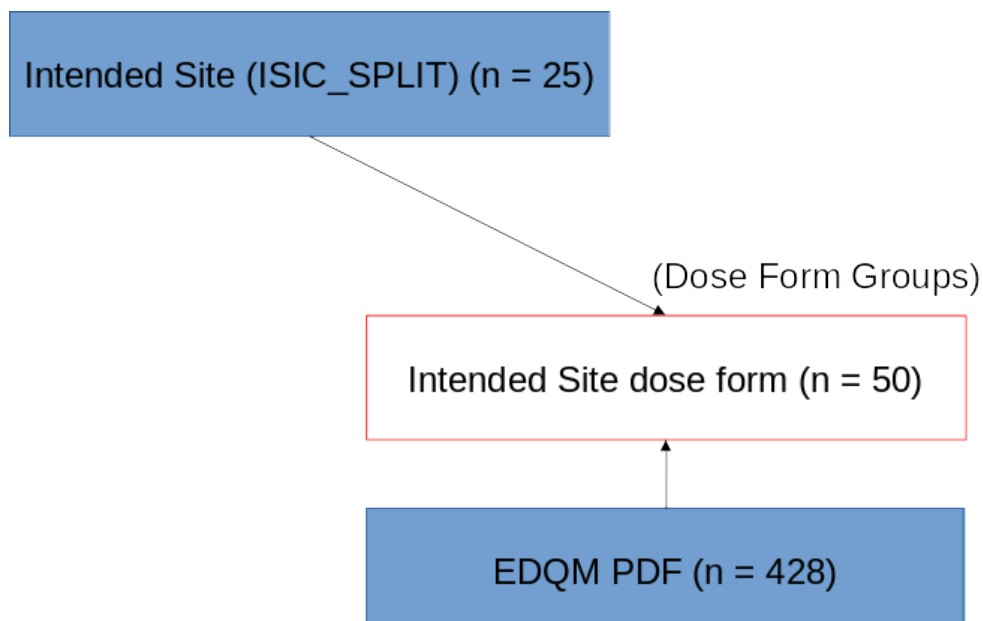 Intended Site (ISIC_SPLIT) (n = 25)
(Dose Form Groups)
Intended Site dose form (n = 50)
EDQM PDF (n = 428)